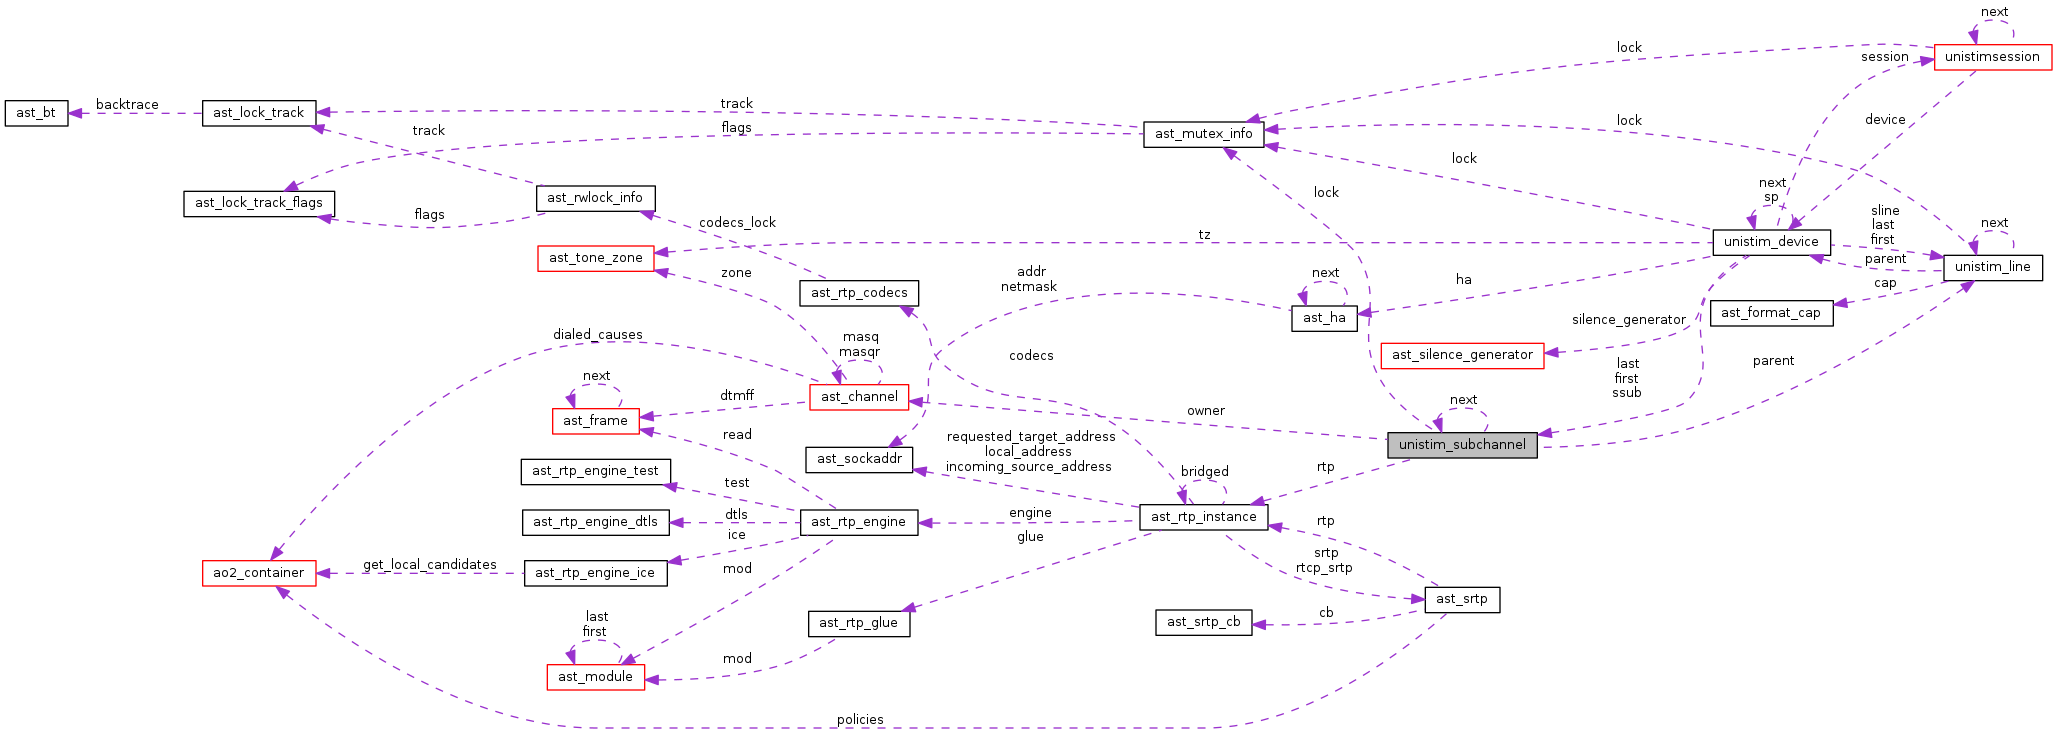 next
lock
session
unistimsession
backtrace
track
ast_bt
ast_lock_track
flags
lock
device
track
ast_mutex_info
lock
next
sp
lock
ast_rwlock_info
ast_lock_track_flags
flags
codecs_lock
sline
last
first
next
tz
unistim_device
ast_tone_zone
parent
unistim_line
zone
addr
netmask
next
ha
cap
ast_rtp_codecs
ast_format_cap
ast_ha
silence_generator
dialed_causes
masq
masqr
codecs
ast_silence_generator
parent
next
last
first
ssub
dtmff
ast_channel
next
owner
ast_frame
read
requested_target_address
local_address
incoming_source_address
unistim_subchannel
ast_sockaddr
rtp
ast_rtp_engine_test
test
bridged
dtls
engine
ast_rtp_instance
rtp
ast_rtp_engine_dtls
ast_rtp_engine
ice
glue
srtp
rtcp_srtp
get_local_candidates
ao2_container
ast_rtp_engine_ice
mod
ast_srtp
last
first
ast_rtp_glue
cb
ast_srtp_cb
mod
ast_module
policies